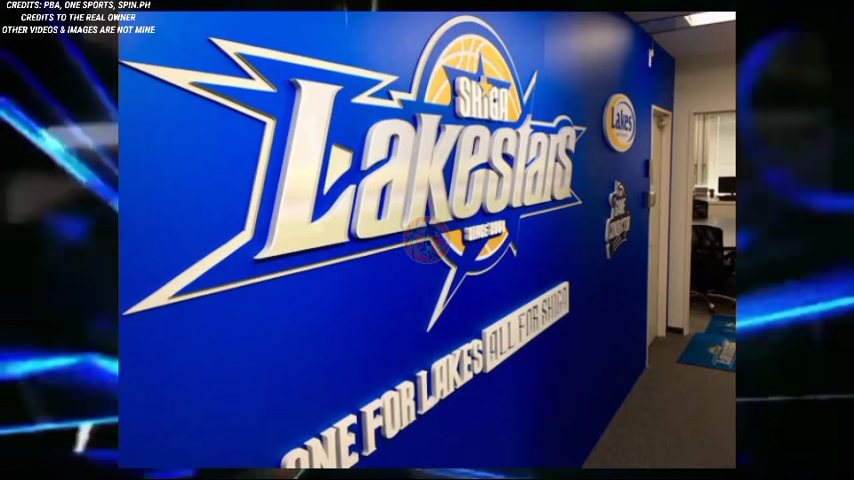 CREDITS: PBA, ONE SPORTS, SPIN.PH
CREDITS TO THE REAL OWNER
OTHER VIDEOS & IMAGES ARE NOT MINE
SHIGA
Lakestars
SINCE
Lakes
ONE FOR LAKES ALL FOR SHIGA